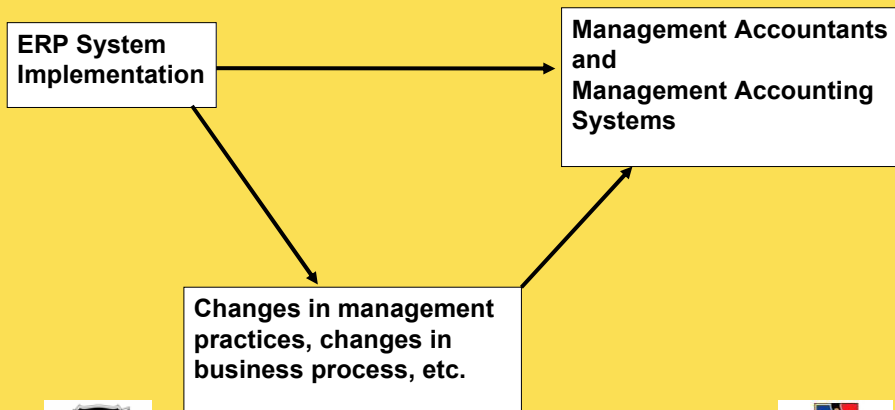 ERP System
Implementation
Management Accountants
and
Management Accounting
Systems
Changes in management
practices, changes in
business process, etc.